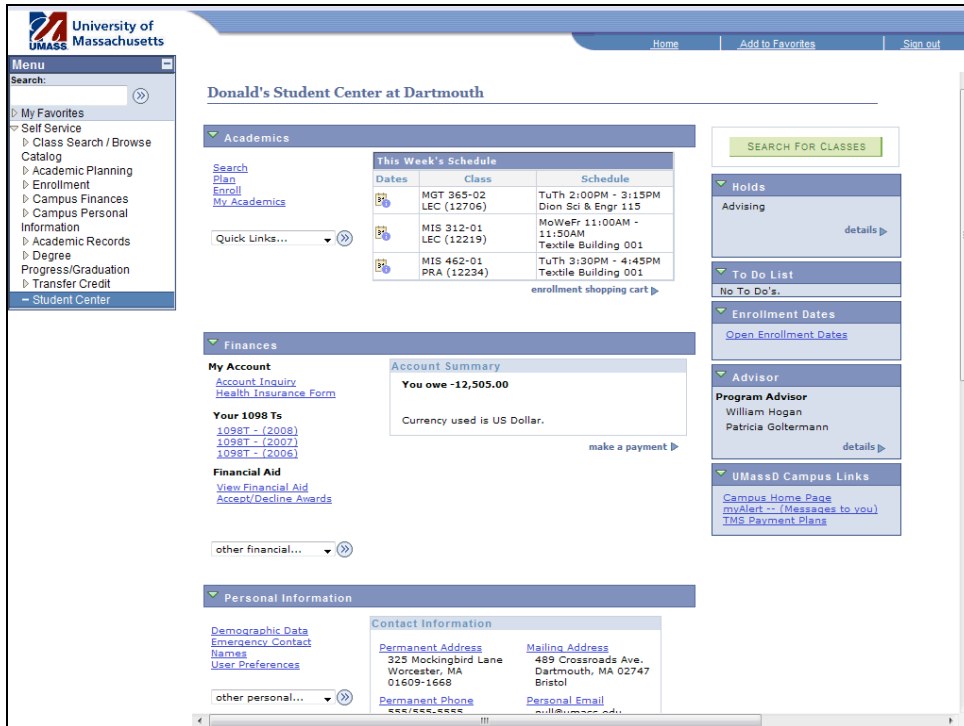 University of
Massachusetts
UMASS
Home
Add to Favorites
Sign out
Menu
Search:
My Favorites
Self Service
Class Search / Browse
Catalog
Academic Planning
Enrollment
Campus Finances
Campus Personal
Information
Academic Records
Degree
Progress/Graduation
Transfer Credit
Student Center
Donald's Student Center at Dartmouth
Academics
Search
Plan
Enroll
My Academics
Quick Links...
This Week's Schedule
Dates Class Schedule
MGT 365-02 TuTh 2:00PM - 3:15PM
LEC (12706) Dion Sci & Engr 115
MIS 312-01 MoWeFr 11:00AM -
LEC (12219) 11:50AM
Textile Building 001
MIS 462-01 TuTh 3:30PM - 4:45PM
PRA (12234) Textile Building 001
enrollment shopping cart
Finances
My Account
Account Inquiry
Health Insurance Form
Your 1098 Ts
1098T - (2008)
1098T - (2007)
1098T - (2006)
Financial Aid
View Financial Aid
Accept/Decline Awards
other financial...
Account Summary
You owe -12,505.00
Currency used is US Dollar.
make a payment
Personal Information
Demographic Data
Emergency Contact
Names
User Preferences
other personal...
Contact Information
Permanent Address
325 Mockingbird Lane
Worcester, MA
01609-1668
Mailing Address
489 Crossroads Ave.
Dartmouth, MA 02747
Bristol
Permanent Phone
555/555-5555
Personal Email
null@umass.edu
SEARCH FOR CLASSES
Holds
Advising
details
To Do List
No To Do's.
Enrollment Dates
Open Enrollment Dates
Advisor
Program Advisor
William Hogan
Patricia Goltermann
details
UMassD Campus Links
Campus Home Page
myAlert -- (Messages to you)
TMS Payment Plans